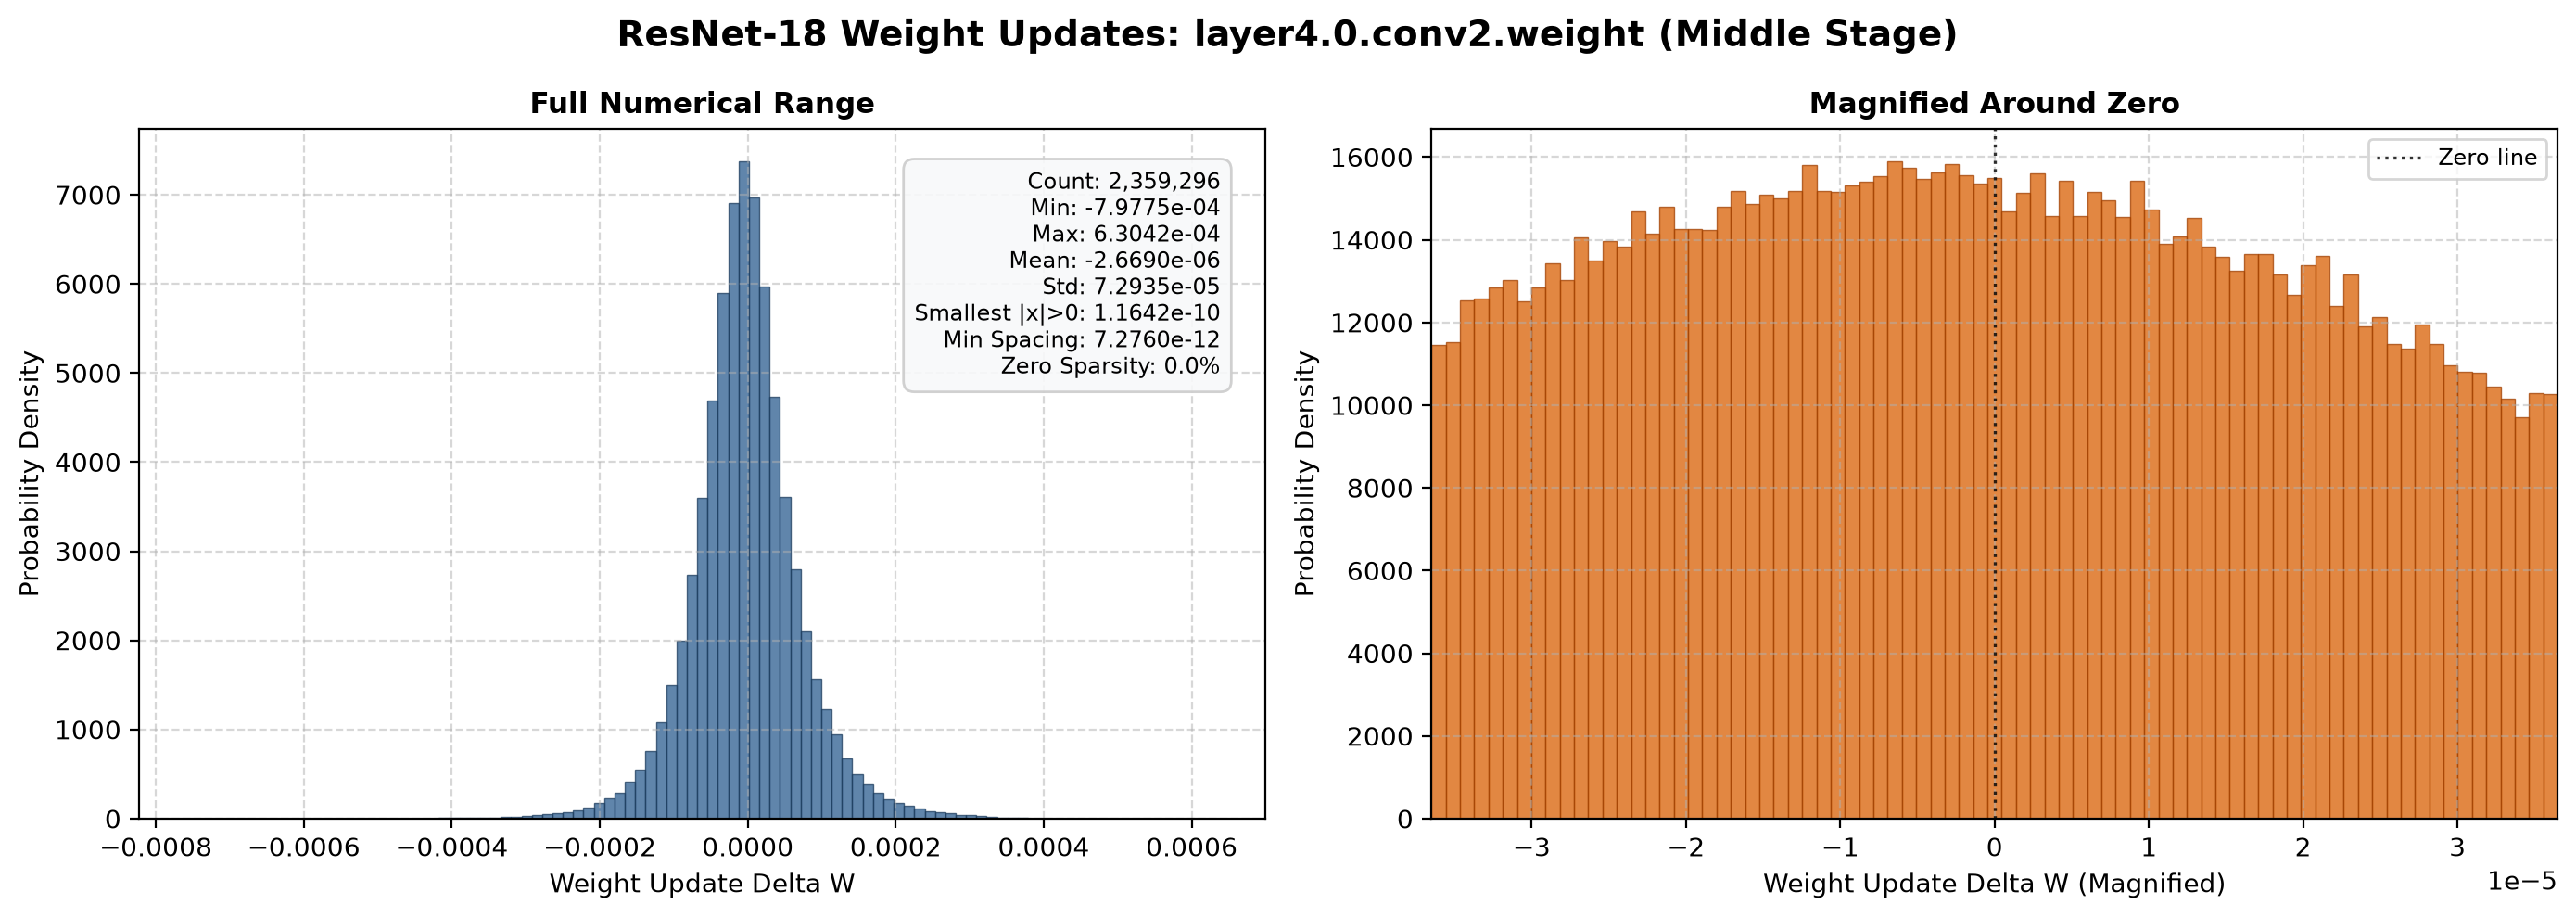 ResNet-18 Weight Updates: layer4.0.conv2.weight (Middle Stage)
Full Numerical Range
Probability Density
7000
6000
5000
4000
3000
2000
1000
0
Count: 2,359,296
Min: -7.9775e-04
Max: 6.3042e-04
Mean: -2.6690e-06
Std: 7.2935e-05
Smallest |x|>0: 1.1642e-10
Min Spacing: 7.2760e-12
Zero Sparsity: 0.0%
−0.0008 −0.0006 −0.0004 −0.0002 0.0000 0.0002 0.0004 0.0006
Weight Update Delta W
Magnified Around Zero
Probability Density
16000
14000
12000
10000
8000
6000
4000
2000
0
Zero line
−3 −2 −1 0 1 2 3
1e−5
Weight Update Delta W (Magnified)